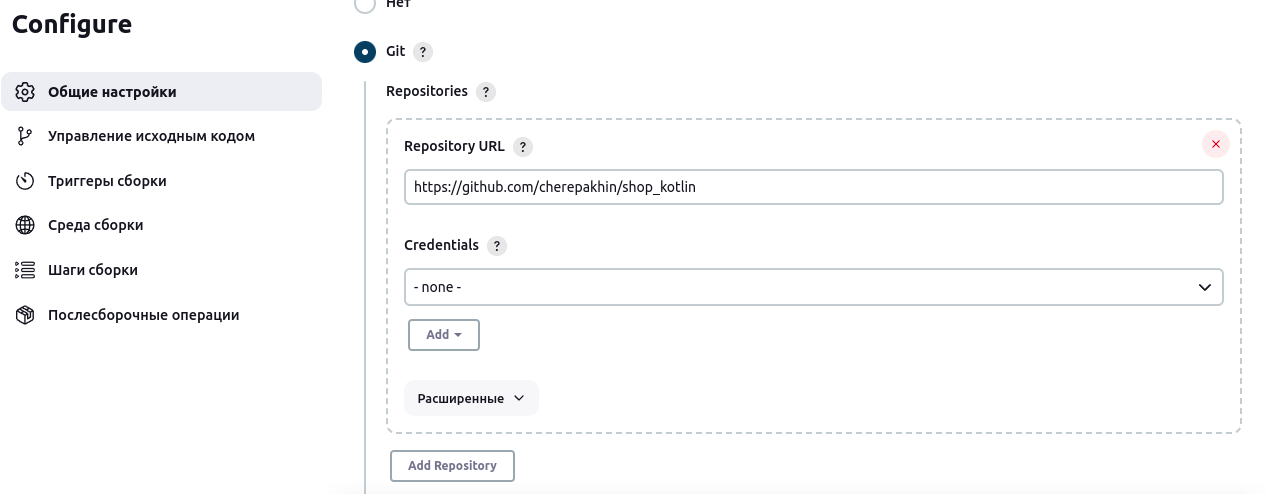 Configure
Общие настройки
Управление исходным кодом
Триггеры сборки
Среда сборки
Шаги сборки
Послесборочные операции
Нет
Git ?
Repositories ?
Repository URL ?
https://github.com/cherepakhin/shop_kotlin
Credentials ?
- none -
Add
Расширенные
Add Repository